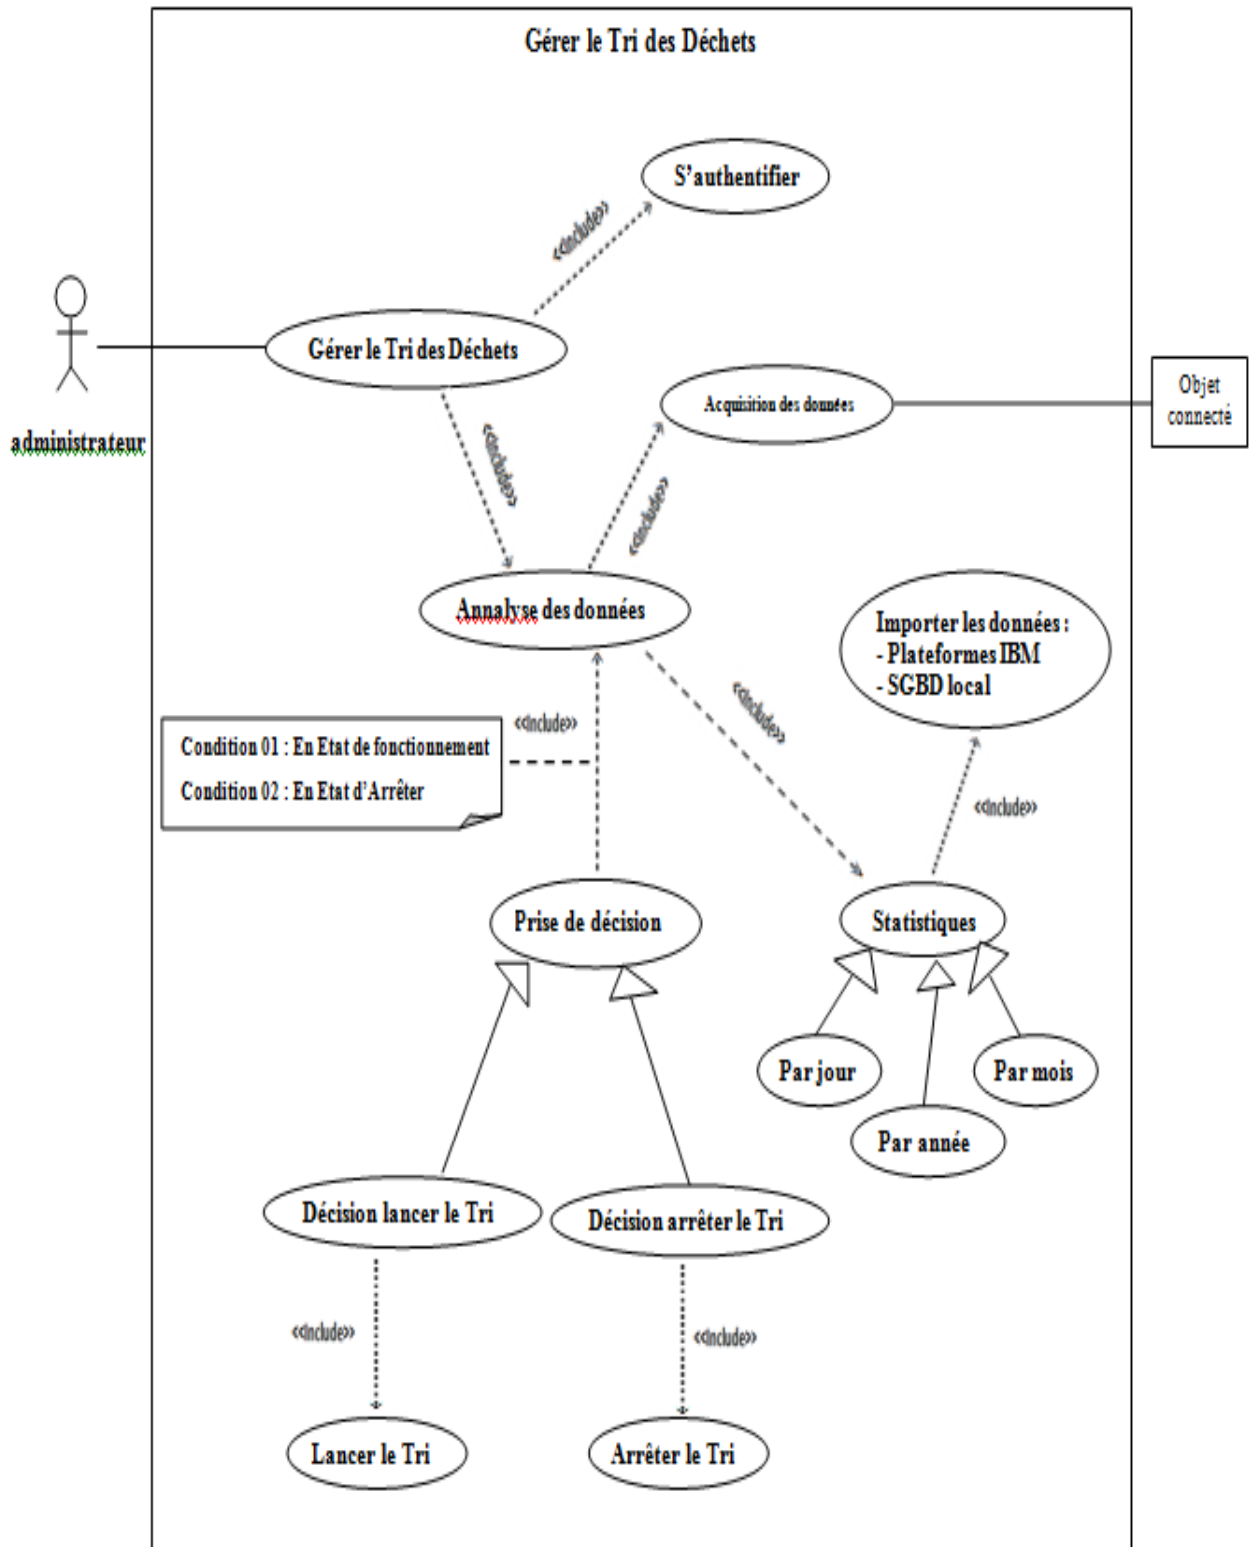 Gérer le Tri des Déchets
S'authentifier
<<Include>>
Gérer le Tri des Déchets
administrateur
Acquisition des données
Objet
connecté
<<Include>>
<<Include>>
Annalyse des données
Importer les données :
- Plateformes IBM
- SGBD local
<<Include>>
<<Include>>
Condition 01 : En Etat de fonctionnement
Condition 02 : En Etat d'Arrêter
<<Include>>
Prise de décision
Statistiques
Par jour
Par mois
Par année
Décision lancer le Tri
Décision arrêter le Tri
<<Include>>
<<Include>>
Lancer le Tri
Arrêter le Tri